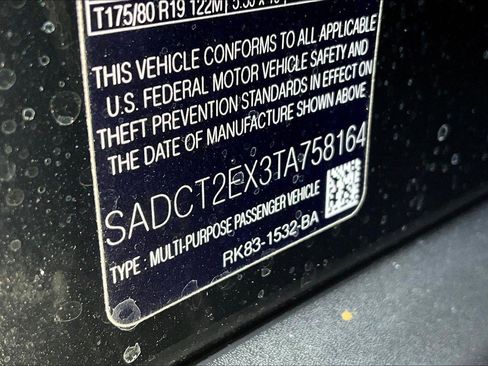 T175/80 R19 122M
THIS VEHICLE CONFORMS TO ALL APPLICABLE
U.S. FEDERAL MOTOR VEHICLE SAFETY AND
THEFT PREVENTION STANDARDS IN EFFECT ON
THE DATE OF MANUFACTURE SHOWN ABOVE
SADCT2EX3TA758164
TYPE : MULTI-PURPOSE PASSENGER VEHICLE
RK83-1532-BA